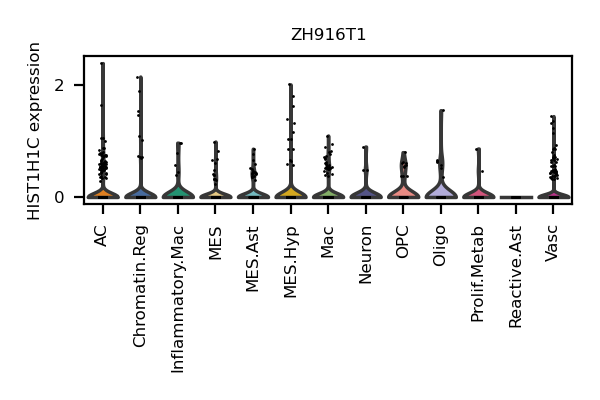 ZH916T1
HIST1H1C expression
2
0
AC
Chromatin.Reg
Inflammatory.Mac
MES
MES.Ast
MES.Hyp
Mac
Neuron
OPC
Oligo
Prolif.Metab
Reactive.Ast
Vasc